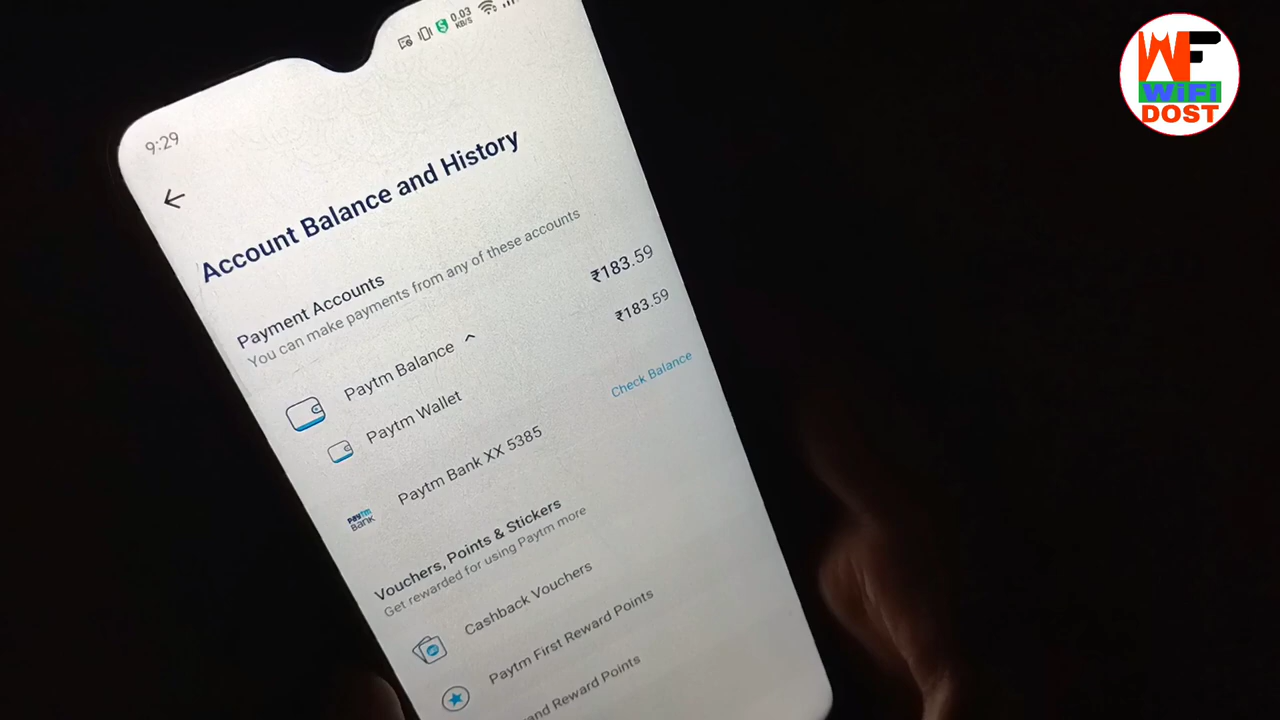 9:29
0.03
KB/S
Account Balance and History
Payment Accounts
You can make payments from any of these accounts
Paytm Balance ₹183.59
Paytm Wallet ₹183.59
Paytm Bank XX 5385 Check Balance
paytm
Bank
Vouchers, Points & Stickers
Get rewarded for using Paytm more
Cashback Vouchers
Paytm First Reward Points
Reward Points
WF
WiFi
DOST